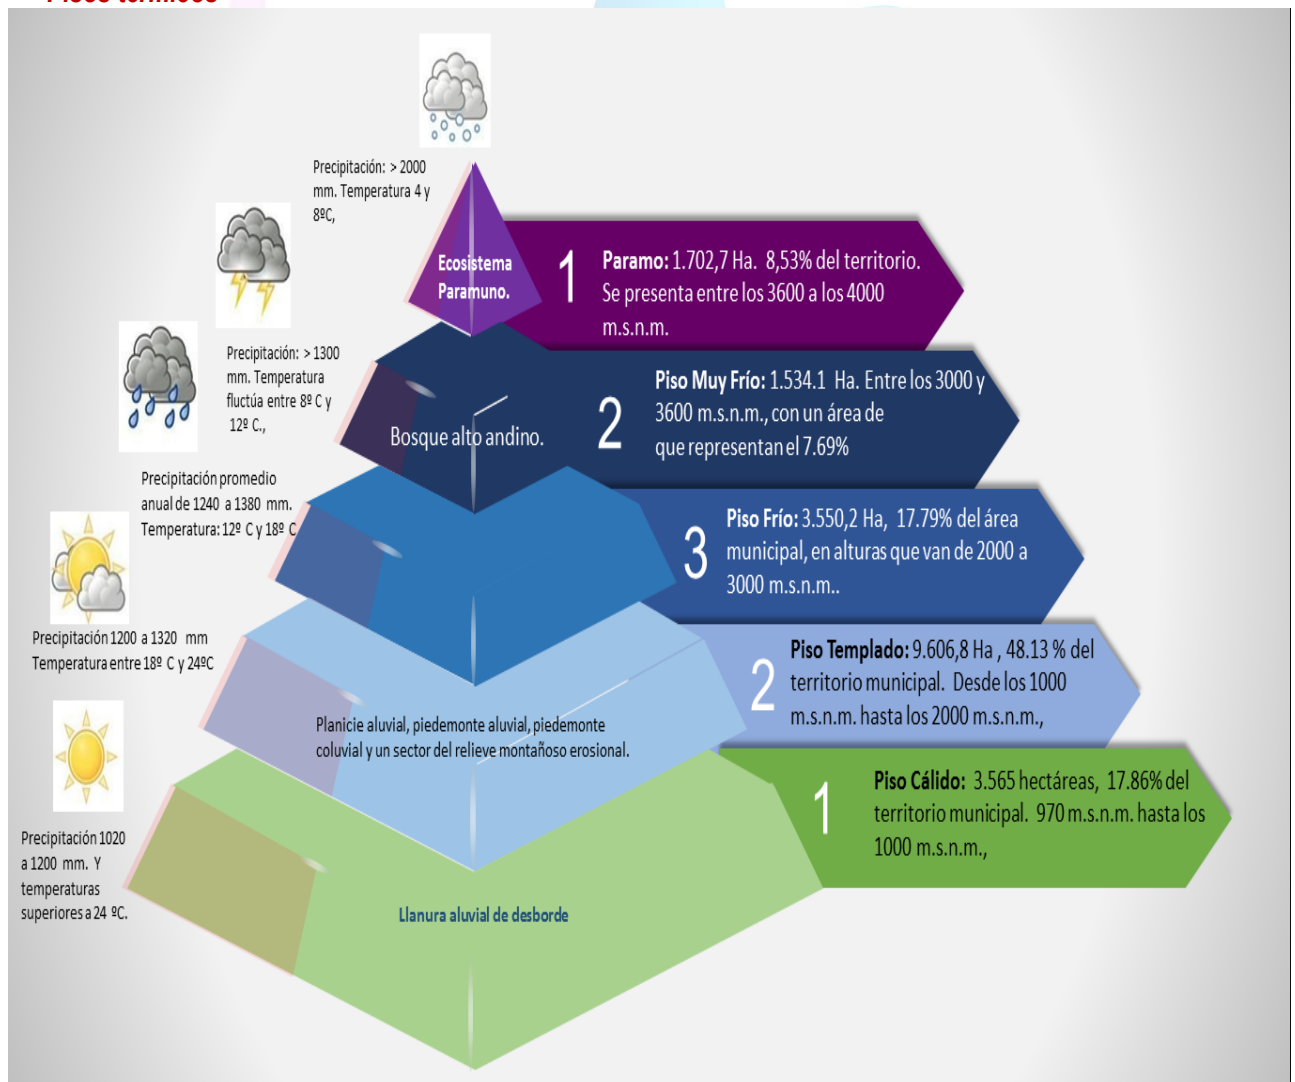 Pisos térmicos
Precipitación: > 2000
mm. Temperatura 4 y
8ºC,
Ecosistema
Paramuno.
1
Paramo: 1.702,7 Ha. 8,53% del territorio.
Se presenta entre los 3600 a los 4000
m.s.n.m.
Precipitación: > 1300
mm. Temperatura
fluctúa entre 8º C y
12º C.,
Bosque alto andino.
2
Piso Muy Frío: 1.534.1 Ha. Entre los 3000 y
3600 m.s.n.m., con un área de
que representan el 7.69%
Precipitación promedio
anual de 1240 a 1380 mm.
Temperatura: 12º C y 18º C
3
Piso Frío: 3.550,2 Ha, 17.79% del área
municipal, en alturas que van de 2000 a
3000 m.s.n.m..
Precipitación 1200 a 1320 mm
Temperatura entre 18º C y 24ºC
Planicie aluvial, piedemonte aluvial, piedemonte
coluvial y un sector del relieve montañoso erosional.
2
Piso Templado: 9.606,8 Ha , 48.13 % del
territorio municipal. Desde los 1000
m.s.n.m. hasta los 2000 m.s.n.m.,
Precipitación 1020
a 1200 mm. Y
temperaturas
superiores a 24 ºC.
Llanura aluvial de desborde
1
Piso Cálido: 3.565 hectáreas, 17.86% del
territorio municipal. 970 m.s.n.m. hasta los
1000 m.s.n.m.,